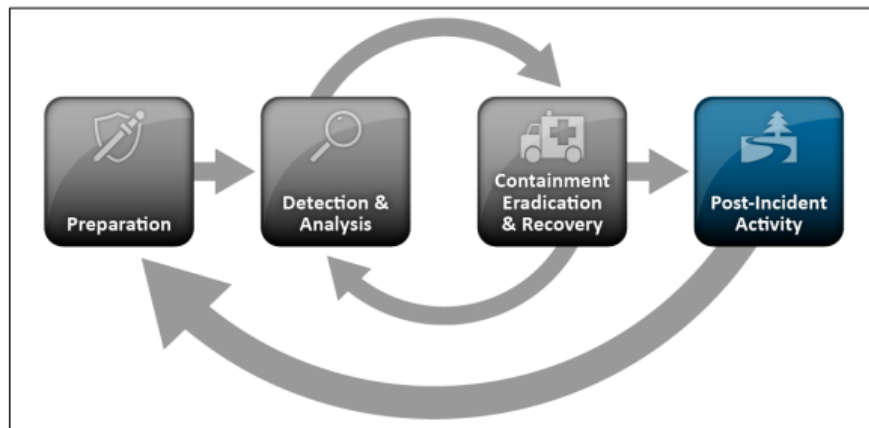 Preparation
Detection &
Analysis
Containment
Eradication
& Recovery
Post-Incident
Activity